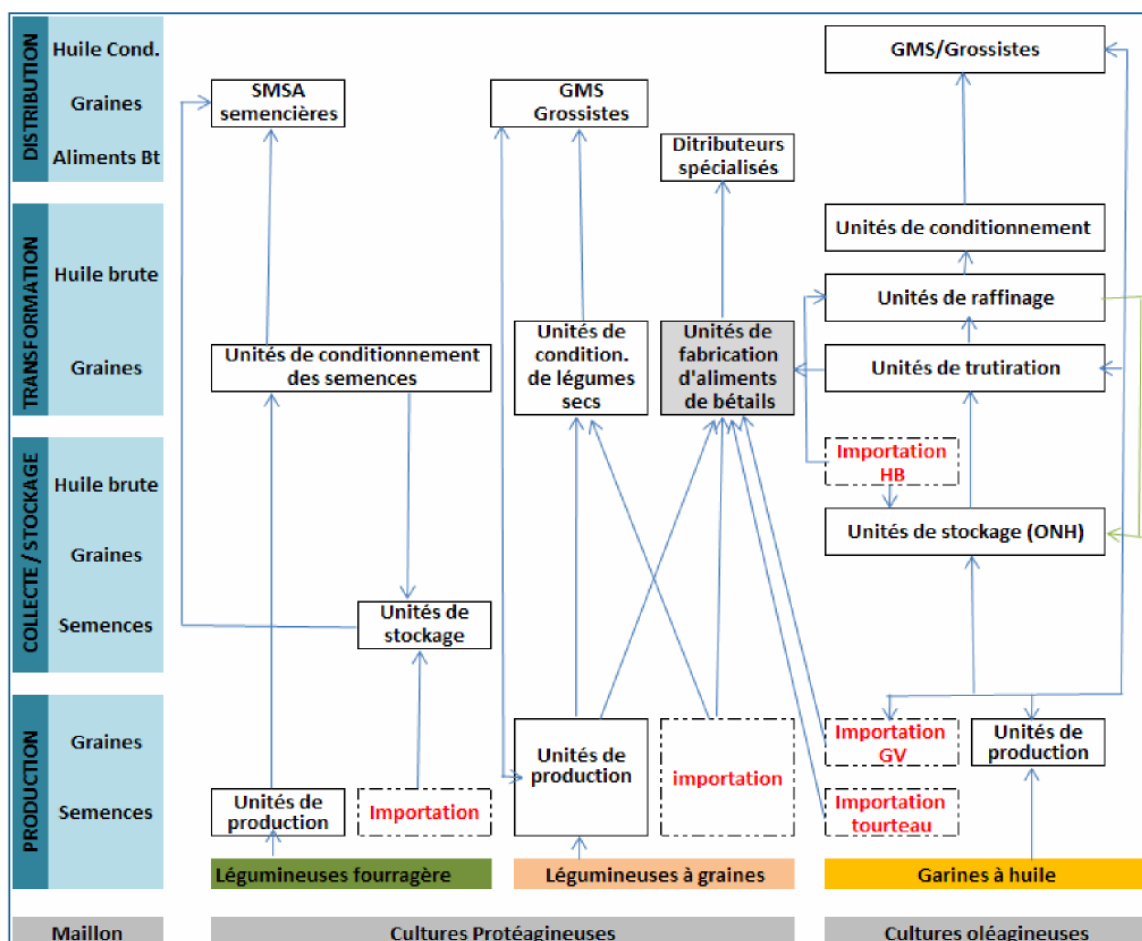 DISTRIBUTION
Huile Cond.
Graines
Aliments Bt
SMSA
semencières
GMS
Grossistes
Ditributeurs
spécialisés
GMS/Grossistes
TRANSFORMATION
Huile brute
Graines
Unités de conditionnement
des semences
Unités de
condition.
de légumes
secs
Unités de
fabrication
d'aliments
de bétails
Unités de conditionnement
Unités de raffinage
Unités de trutiration
COLLECTE / STOCKAGE
Huile brute
Graines
Semences
Unités de
stockage
Importation
HB
Unités de stockage (ONH)
PRODUCTION
Graines
Semences
Unités de
production
Importation
Unités de
production
importation
Importation
GV
Unités de
production
Importation
tourteau
Légumineuses fourragère
Légumineuses à graines
Garines à huile
Maillon
Cultures Protéagineuses
Cultures oléagineuses